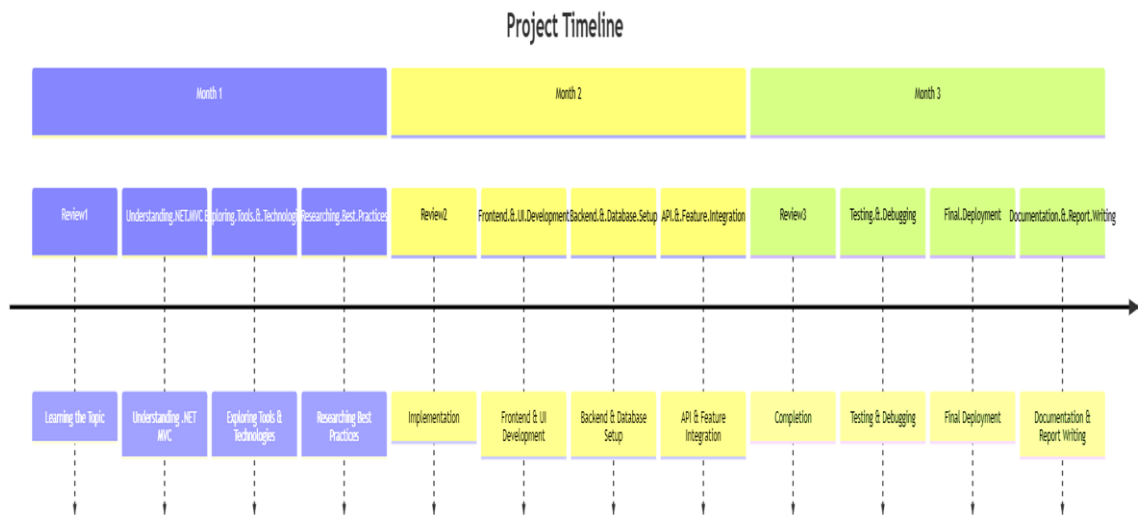 Project Timeline
Month 1
Month 2
Month 3
Review1
Understanding.NET.MVC
Exploring.Tools.&.Technologi
Researching.Best.Practices
Review2
Frontend.&.UI.Development
Backend.&.Database.Setup
API.&.Feature.Integration
Review3
Testing.&.Debugging
Final.Deployment
Documentation.&.Report.Writing
Learning the Topic
Understanding .NET
MVC
Exploring Tools &
Technologies
Researching Best
Practices
Implementation
Frontend & UI
Development
Backend & Database
Setup
API & Feature
Integration
Completion
Testing & Debugging
Final Deployment
Documentation &
Report Writing